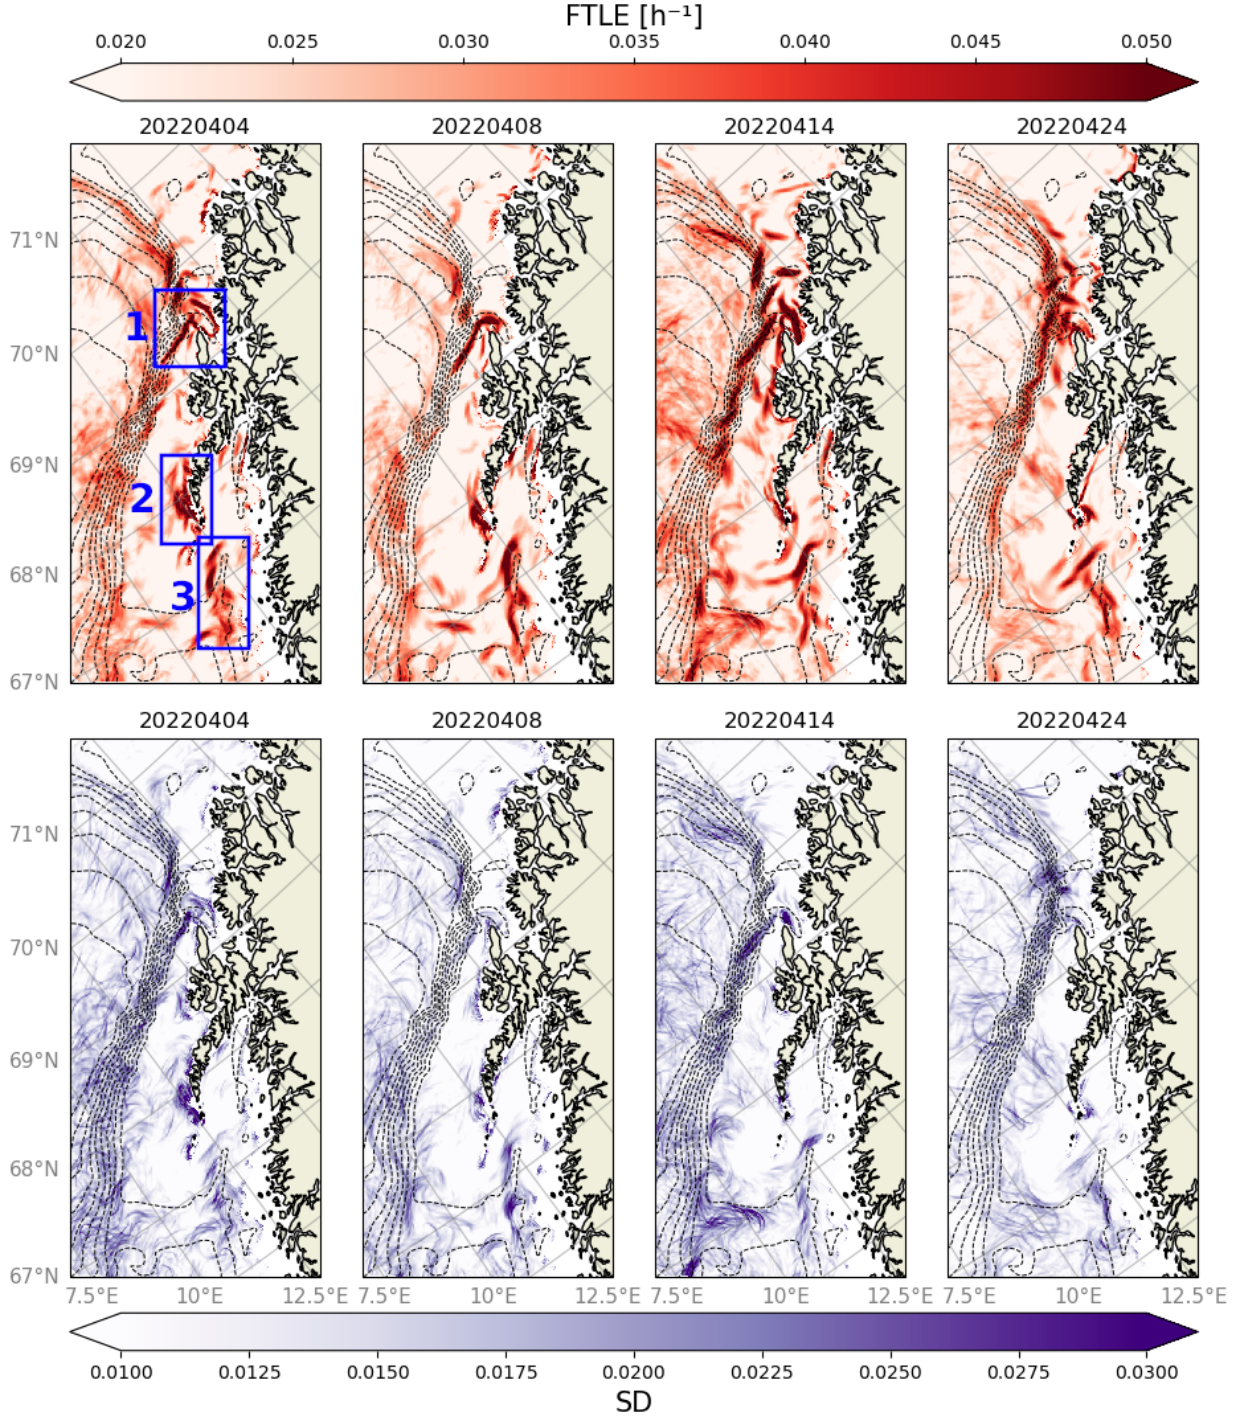 FTLE [h⁻¹]
0.020 0.025 0.030 0.035 0.040 0.045 0.050
20220404 20220408 20220414 20220424
71°N
1
70°N
69°N
2
68°N
3
67°N
20220404 20220408 20220414 20220424
71°N
70°N
69°N
68°N
67°N
7.5°E 10°E 12.5°E 7.5°E 10°E 12.5°E 7.5°E 10°E 12.5°E 7.5°E 10°E 12.5°E
0.0100 0.0125 0.0150 0.0175 0.0200 0.0225 0.0250 0.0275 0.0300
SD